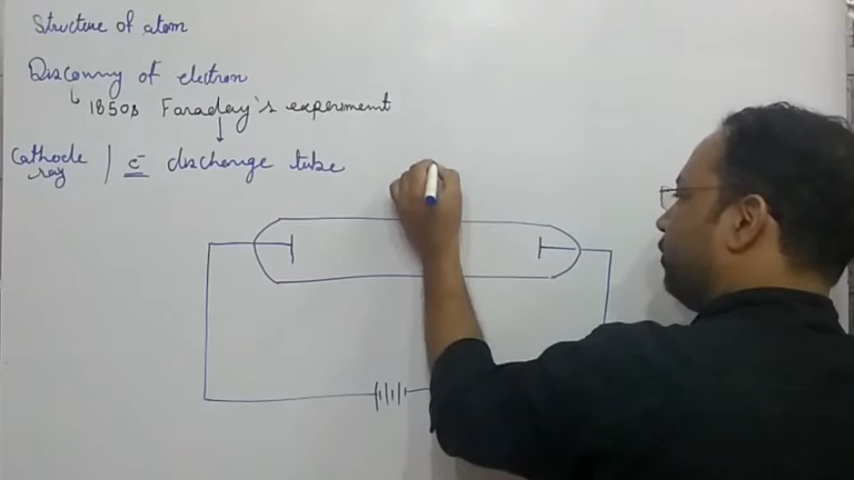 Structure of atom
Discovery of electron
1850s Faraday's experiment
Cathode ray / e⁻ discharge tube